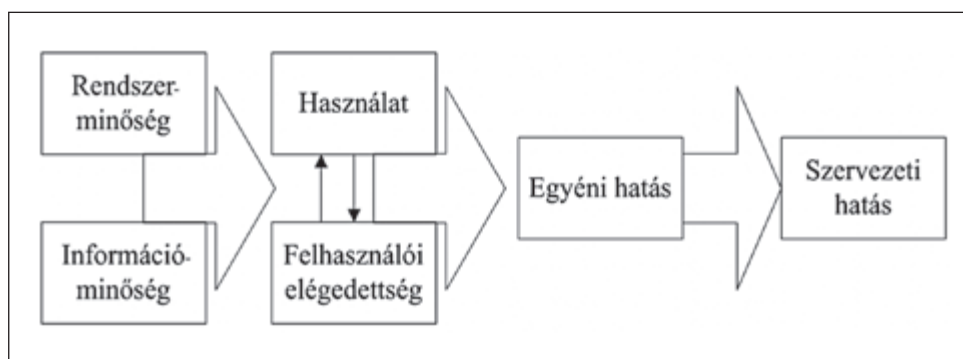 Rendszer-
minőség
Információ-
minőség
Használat
Felhasználói
elégedettség
Egyéni hatás
Szervezeti
hatás